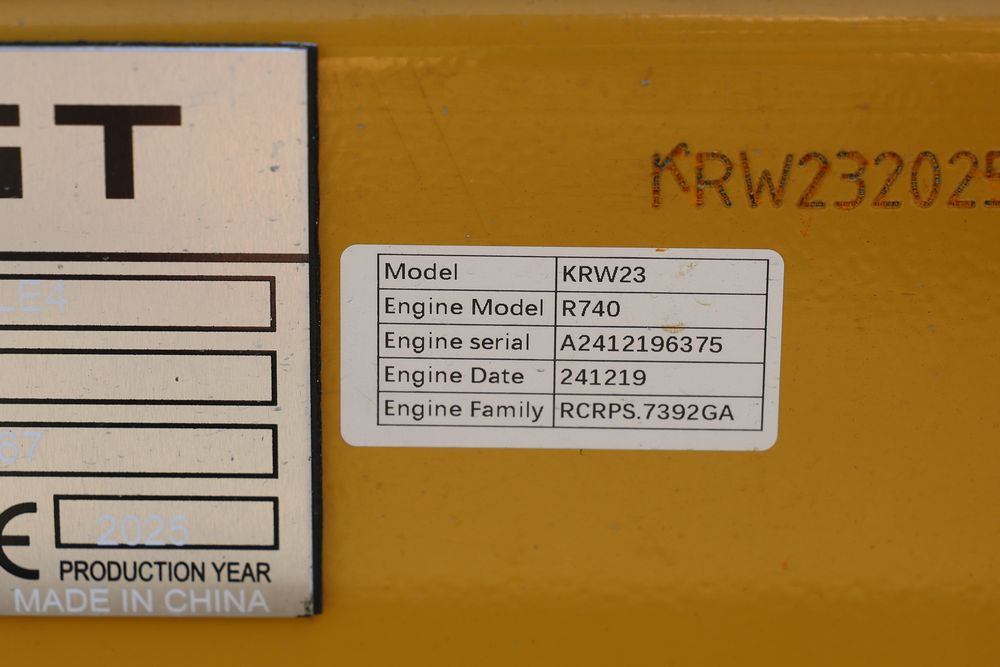 GT
LE4
67
CE 2025
PRODUCTION YEAR
MADE IN CHINA
KRW232025
Model KRW23
Engine Model R740
Engine serial A2412196375
Engine Date 241219
Engine Family RCRPS.7392GA